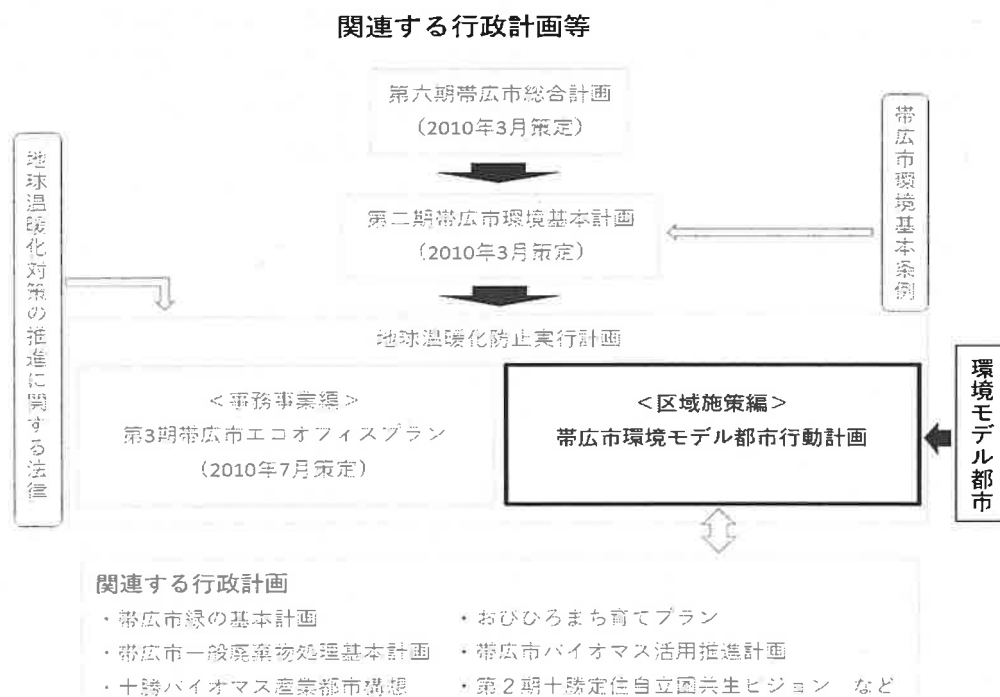 関連する行政計画等
第六期帯広市総合計画
（2010年3月策定）
帯広市環境基本条例
地球温暖化対策の推進に関する法律
第二期帯広市環境基本計画
（2010年3月策定）
地球温暖化防止実行計画
＜事務事業編＞
第3期帯広市エコオフィスプラン
（2010年7月策定）
＜区域施策編＞
帯広市環境モデル都市行動計画
環境モデル都市
関連する行政計画
・帯広市緑の基本計画
・おびひろまち育てプラン
・帯広市一般廃棄物処理基本計画
・帯広市バイオマス活用推進計画
・十勝バイオマス産業都市構想
・第２期十勝定住自立圏共生ビジョン など